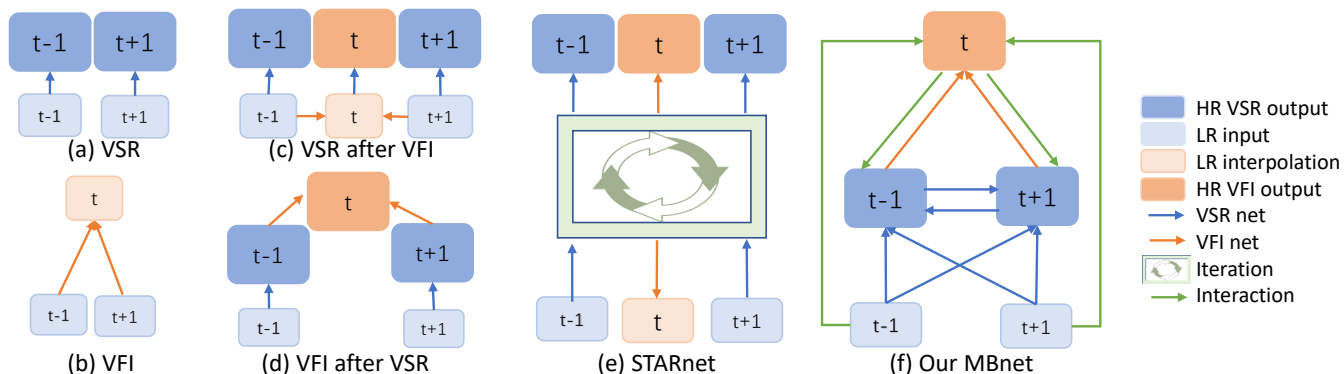 t-1 t+1
t-1 t+1
(a) VSR
t
t-1 t+1
(b) VFI
t-1 t t+1
t-1 t t+1
(c) VSR after VFI
t
t-1 t+1
t-1 t+1
(d) VFI after VSR
t-1 t t+1
t-1 t t+1
(e) STARnet
t
t-1 t+1
t-1 t+1
(f) Our MBnet
HR VSR output
LR input
LR interpolation
HR VFI output
VSR net
VFI net
Iteration
Interaction